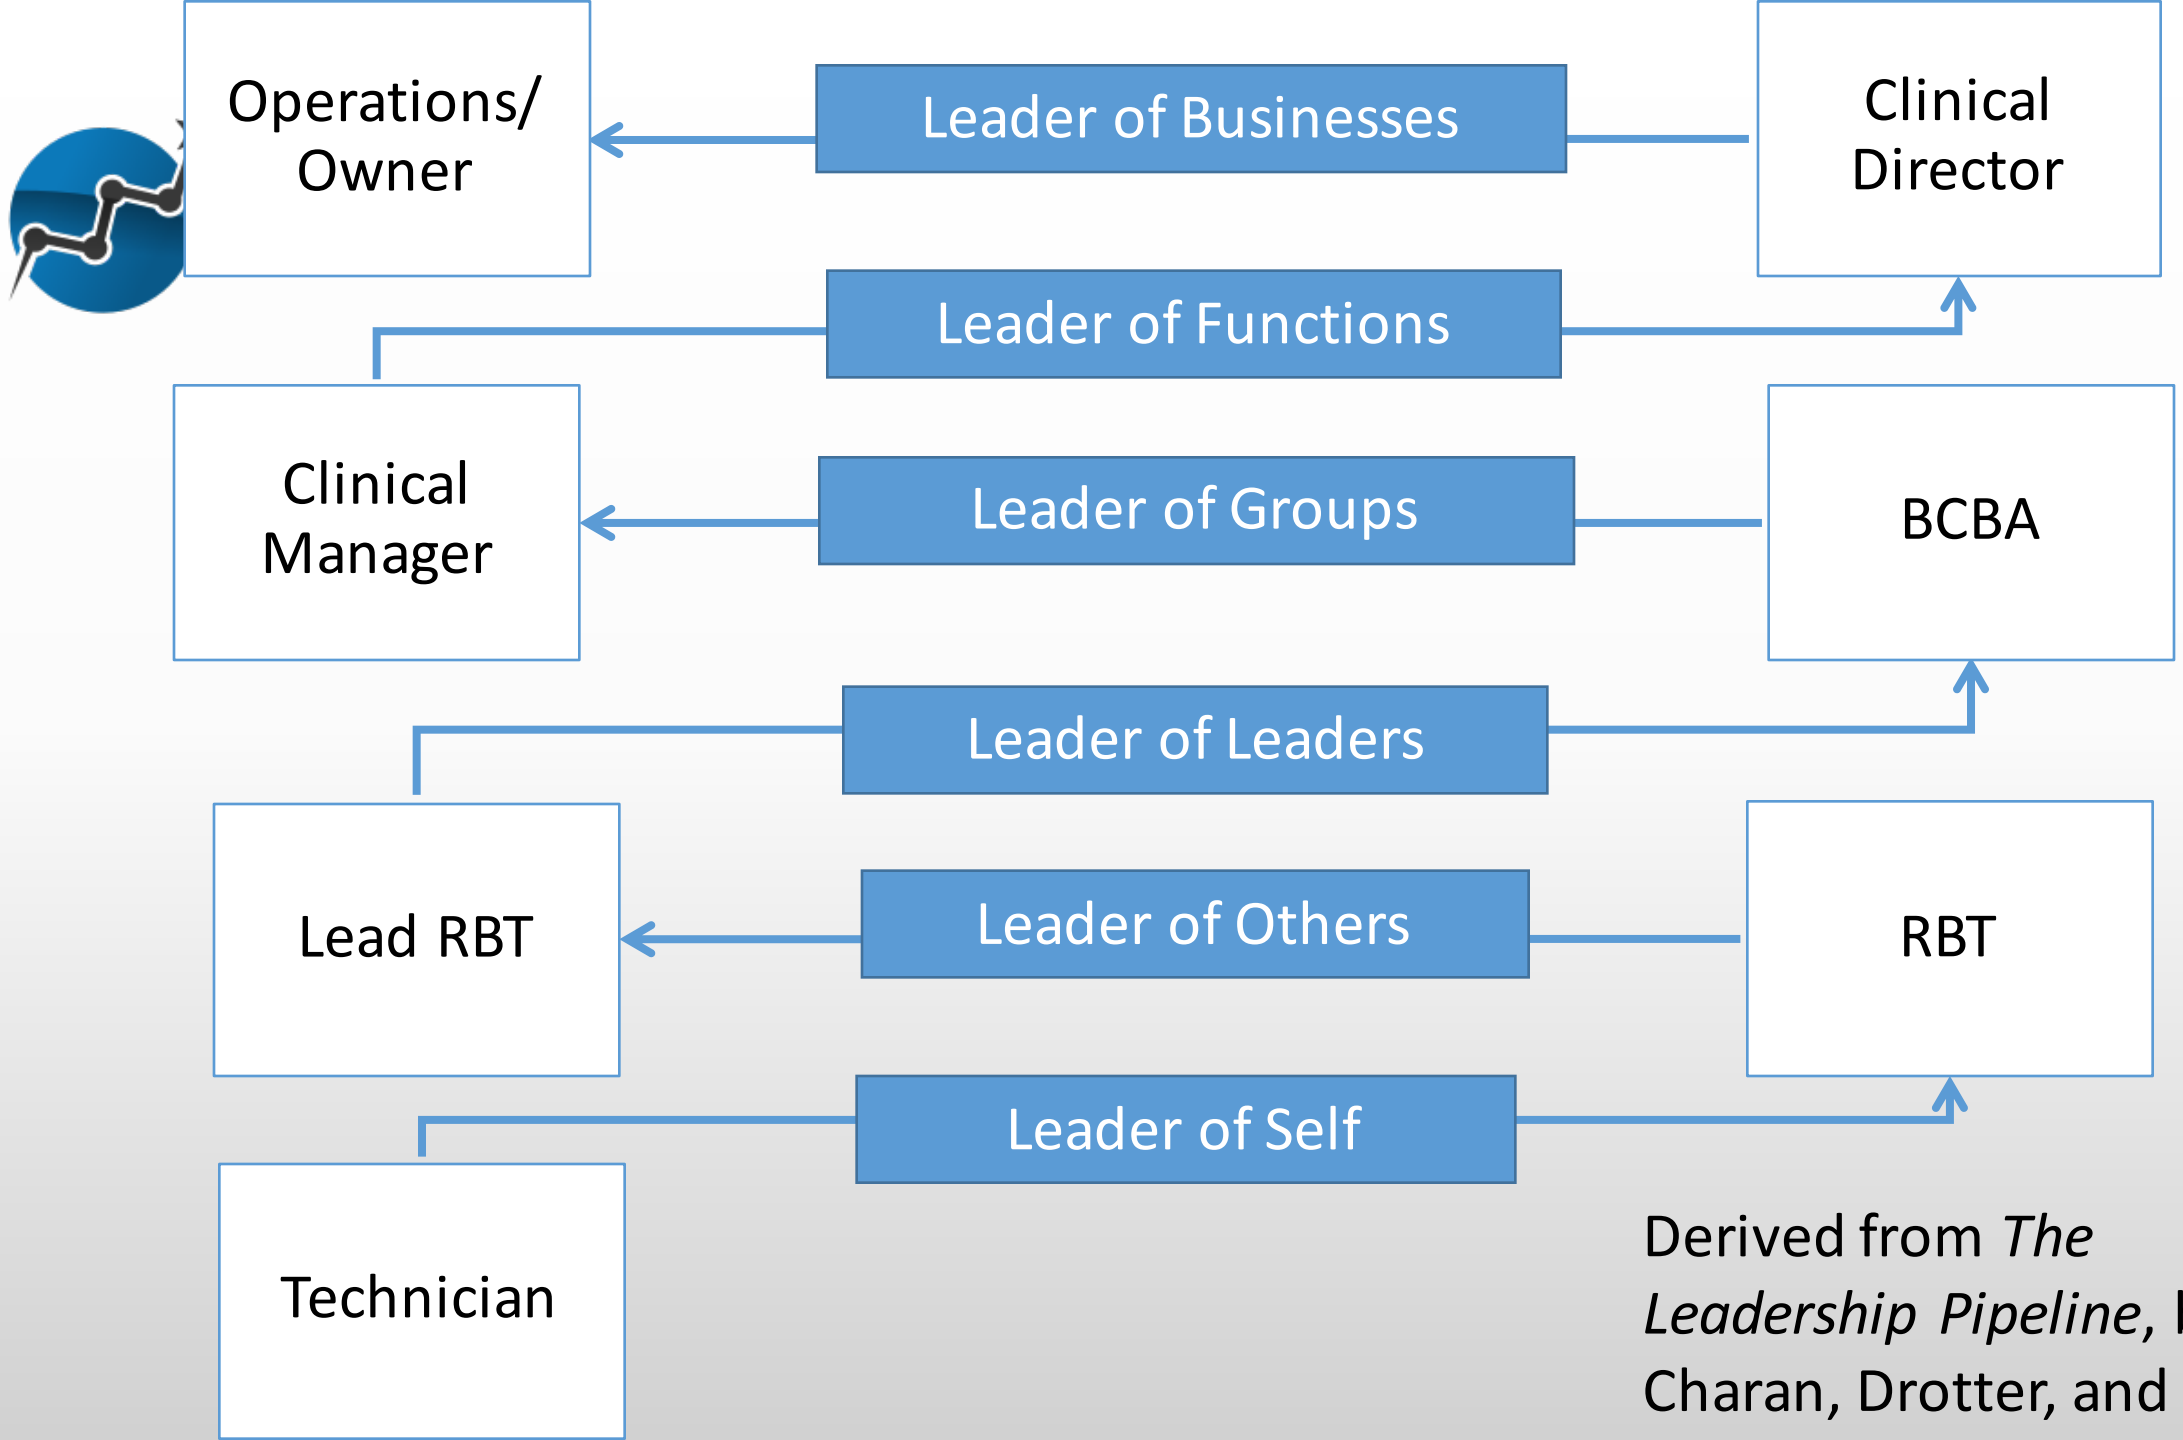 Operations/
Owner
Leader of Businesses
Clinical
Director
Leader of Functions
Clinical
Manager
Leader of Groups
BCBA
Leader of Leaders
Lead RBT
Leader of Others
RBT
Leader of Self
Technician
Derived from The
Leadership Pipeline,
Charan, Drotter, and